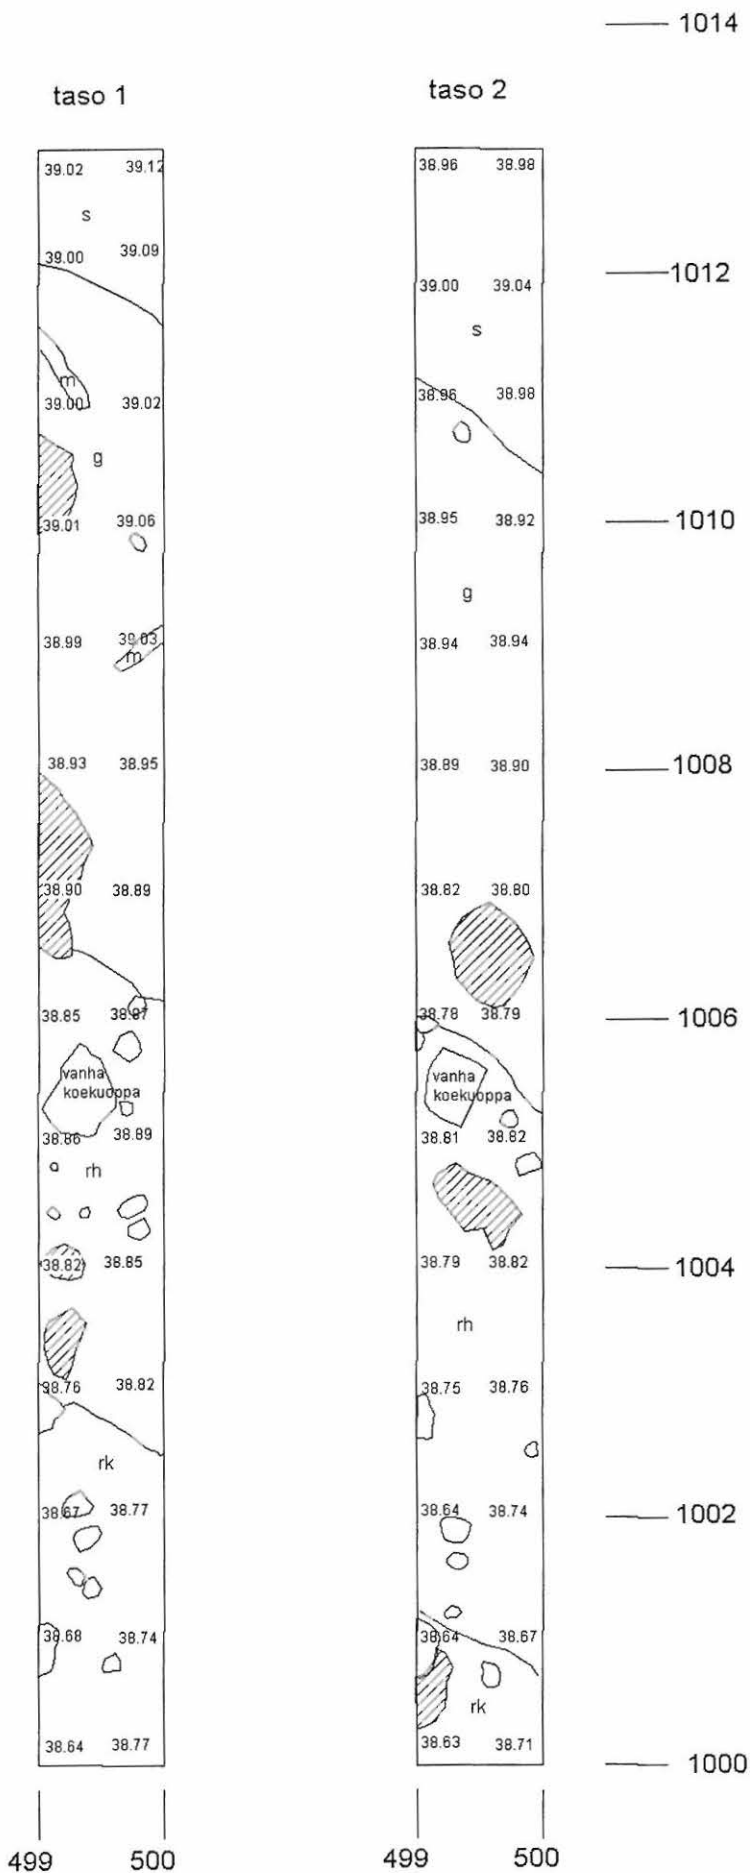 1014
taso 1
taso 2
39.02 39.12
s
39.00 39.09
m
39.00 39.02
g
39.01 39.06
38.99 39.03
m
38.93 38.95
38.90 38.89
38.85 38.87
vanha
koekuoppa
38.86 38.89
rh
38.82 38.85
38.76 38.82
rk
38.67 38.77
38.68 38.74
38.64 38.77
499 500
38.96 38.98
39.00 39.04
s
38.96 38.98
38.95 38.92
g
38.94 38.94
38.89 38.90
38.82 38.80
38.78 38.79
vanha
koekuoppa
38.81 38.82
38.79 38.82
rh
38.75 38.76
38.64 38.74
38.64 38.67
rk
38.63 38.71
499 500
1012
1010
1008
1006
1004
1002
1000